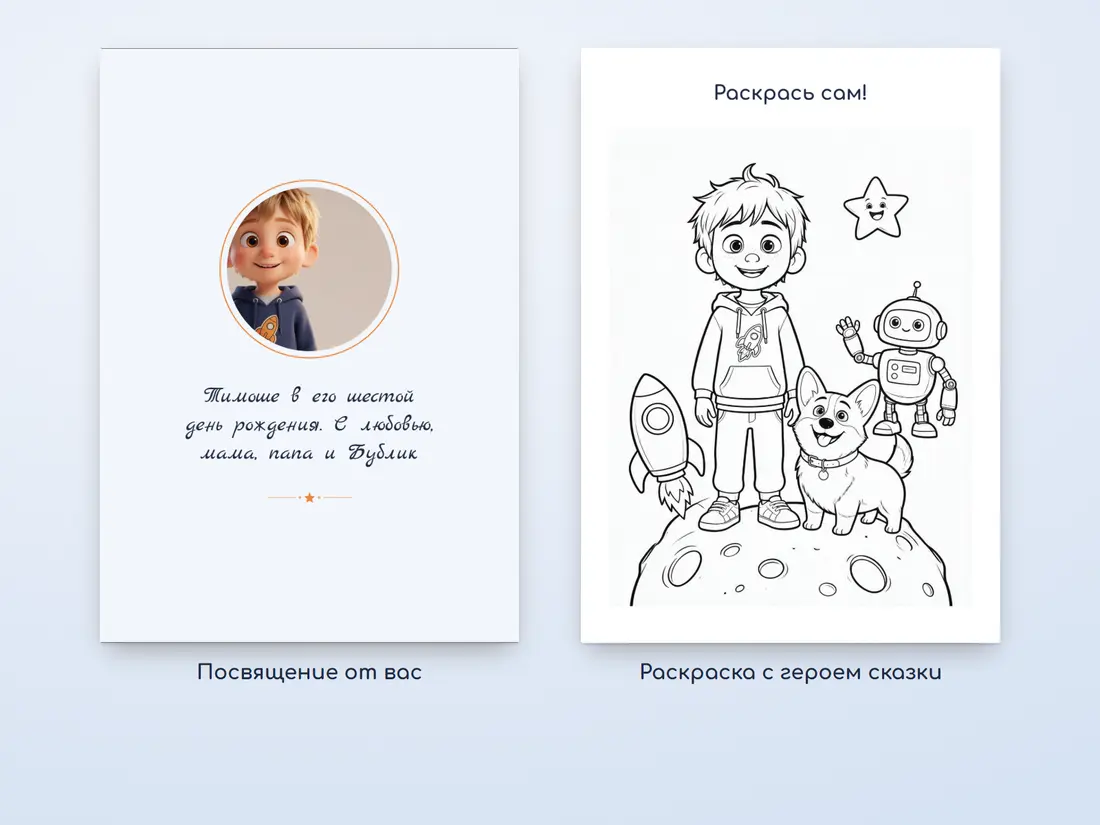 Тимоше в его шестой
день рождения. С любовью,
мама, папа и Бублик
Посвящение от вас
Раскрась сам!
Раскраска с героем сказки